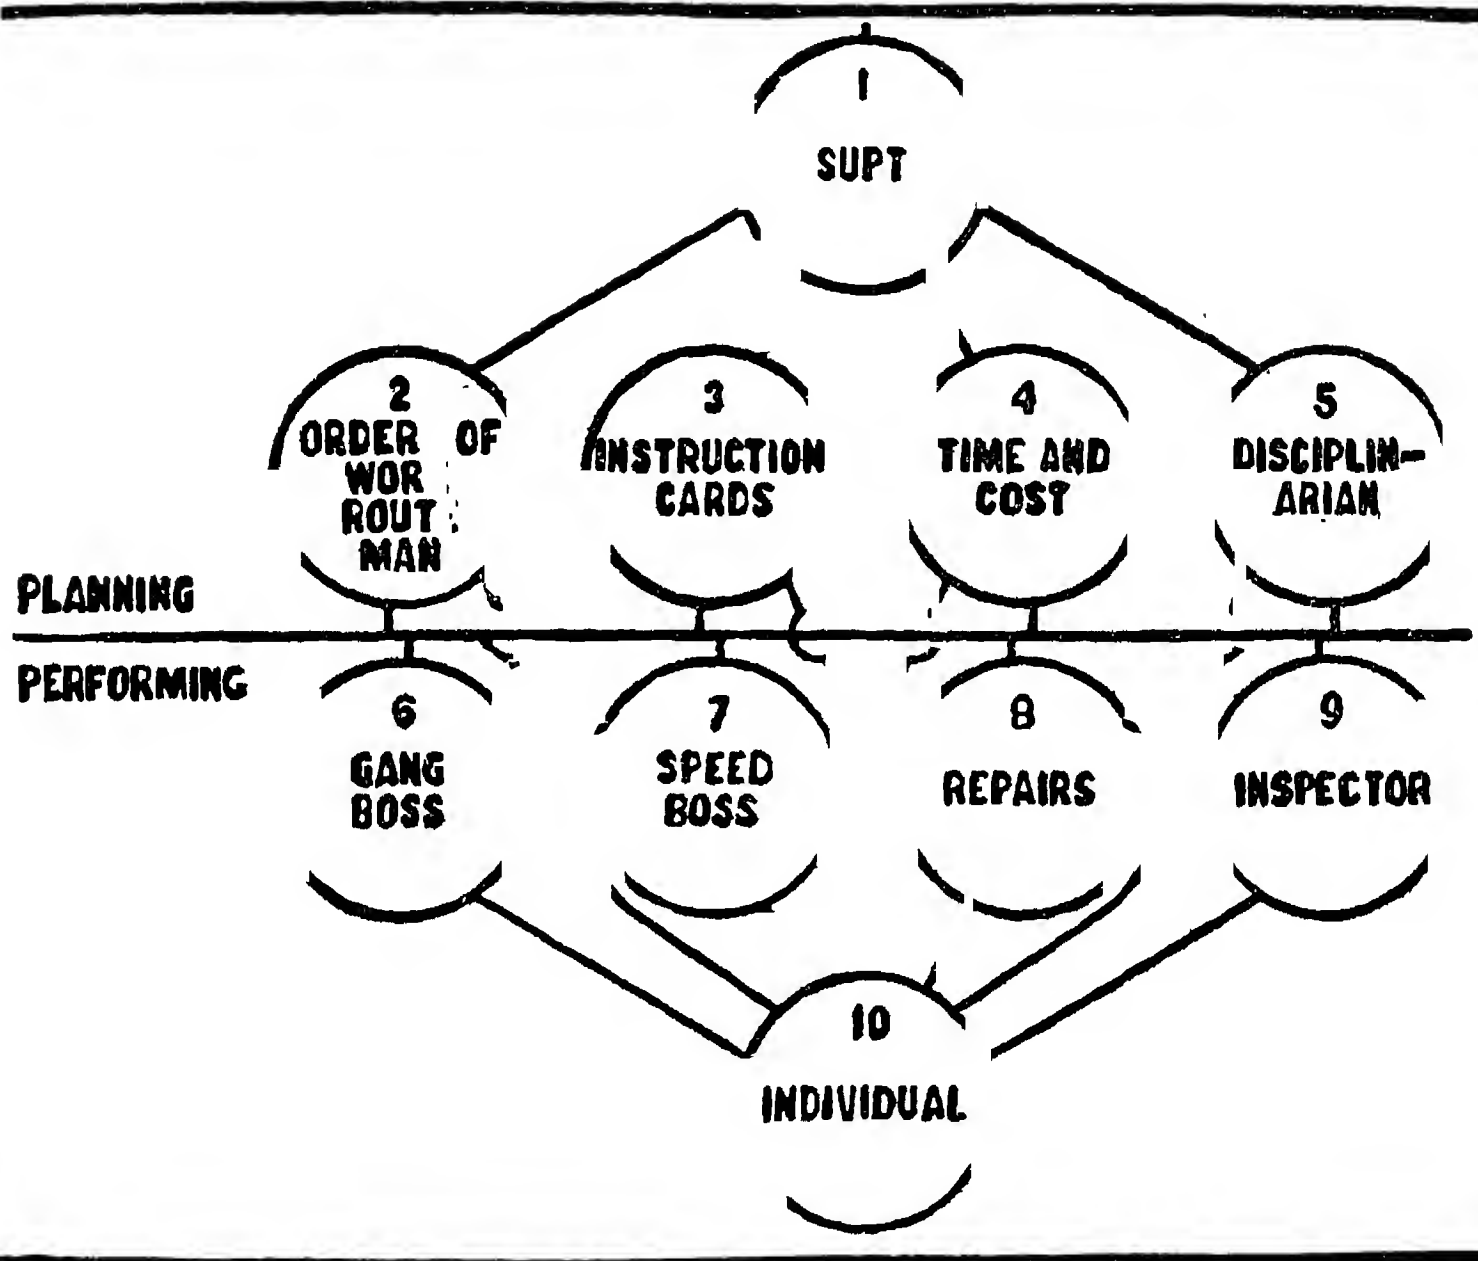 1
SUPT
2
ORDER OF
WOR
ROUT
MAN
3
INSTRUCTION
CARDS
4
TIME AND
COST
5
DISCIPLIN-
ARIAN
PLANNING
PERFORMING
6
GANG
BOSS
7
SPEED
BOSS
8
REPAIRS
9
INSPECTOR
10
INDIVIDUAL